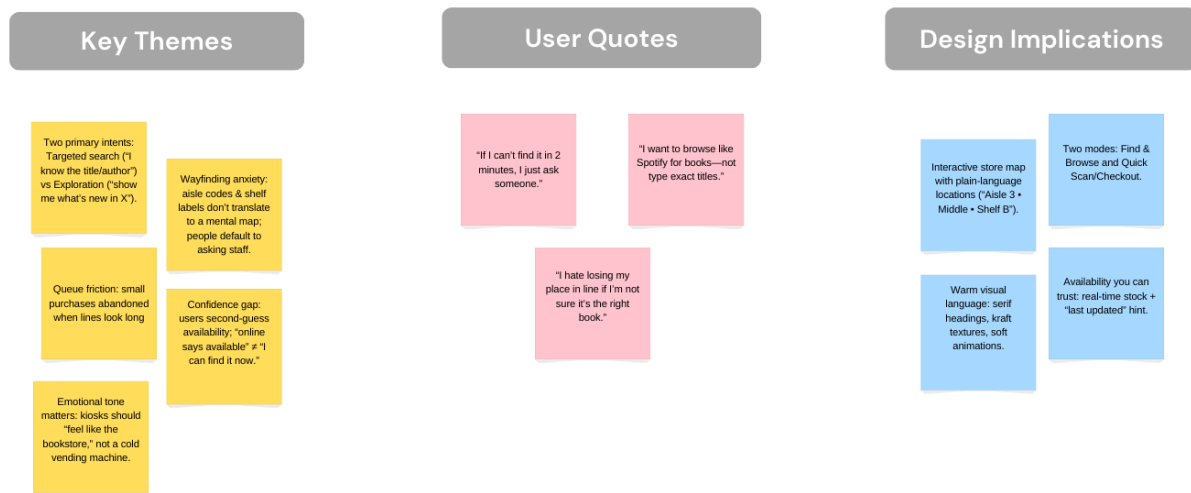 Key Themes
Two primary intents:
Targeted search (“I
know the title/author”)
vs Exploration (“show
me what’s new in X”).
Wayfinding anxiety:
aisle codes & shelf
labels don’t translate
to a mental map;
people default to
asking staff.
Queue friction: small
purchases abandoned
when lines look long
Confidence gap:
users second-guess
availability; “online
says available” ≠ “I
can find it now.”
Emotional tone
matters: kiosks should
“feel like the
bookstore,” not a cold
vending machine.
User Quotes
“If I can’t find it in 2
minutes, I just ask
someone.”
“I want to browse like
Spotify for books—not
type exact titles.”
“I hate losing my
place in line if I’m not
sure it’s the right
book.”
Design Implications
Interactive store map
with plain-language
locations (“Aisle 3 •
Middle • Shelf B”).
Two modes: Find &
Browse and Quick
Scan/Checkout.
Warm visual
language: serif
headings, kraft
textures, soft
animations.
Availability you can
trust: real-time stock +
“last updated” hint.